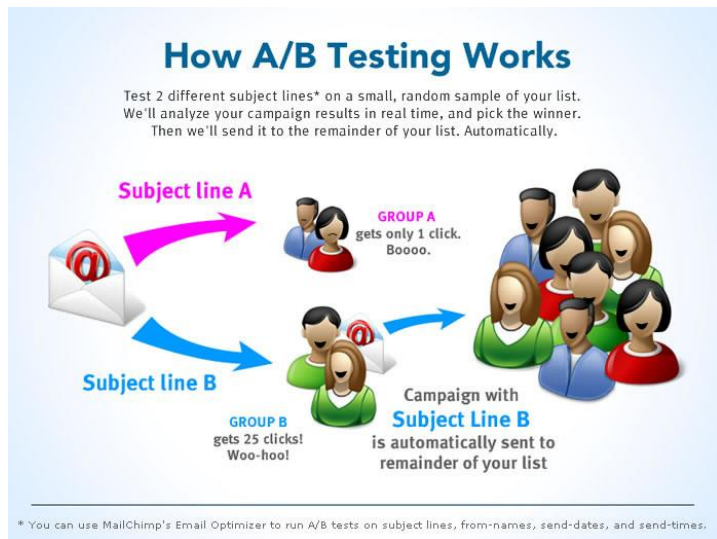 How A/B Testing Works
Test 2 different subject lines* on a small, random sample of your list.
We'll analyze your campaign results in real time, and pick the winner.
Then we'll send it to the remainder of your list. Automatically.
Subject line A
GROUP A
gets only 1 click.
Boooo.
@
Subject line B
@
GROUP B
gets 25 clicks!
Woo-hoo!
Campaign with
Subject Line B
is automatically sent to
remainder of your list
* You can use MailChimp's Email Optimizer to run A/B tests on subject lines, from-names, send-dates, and send-times.